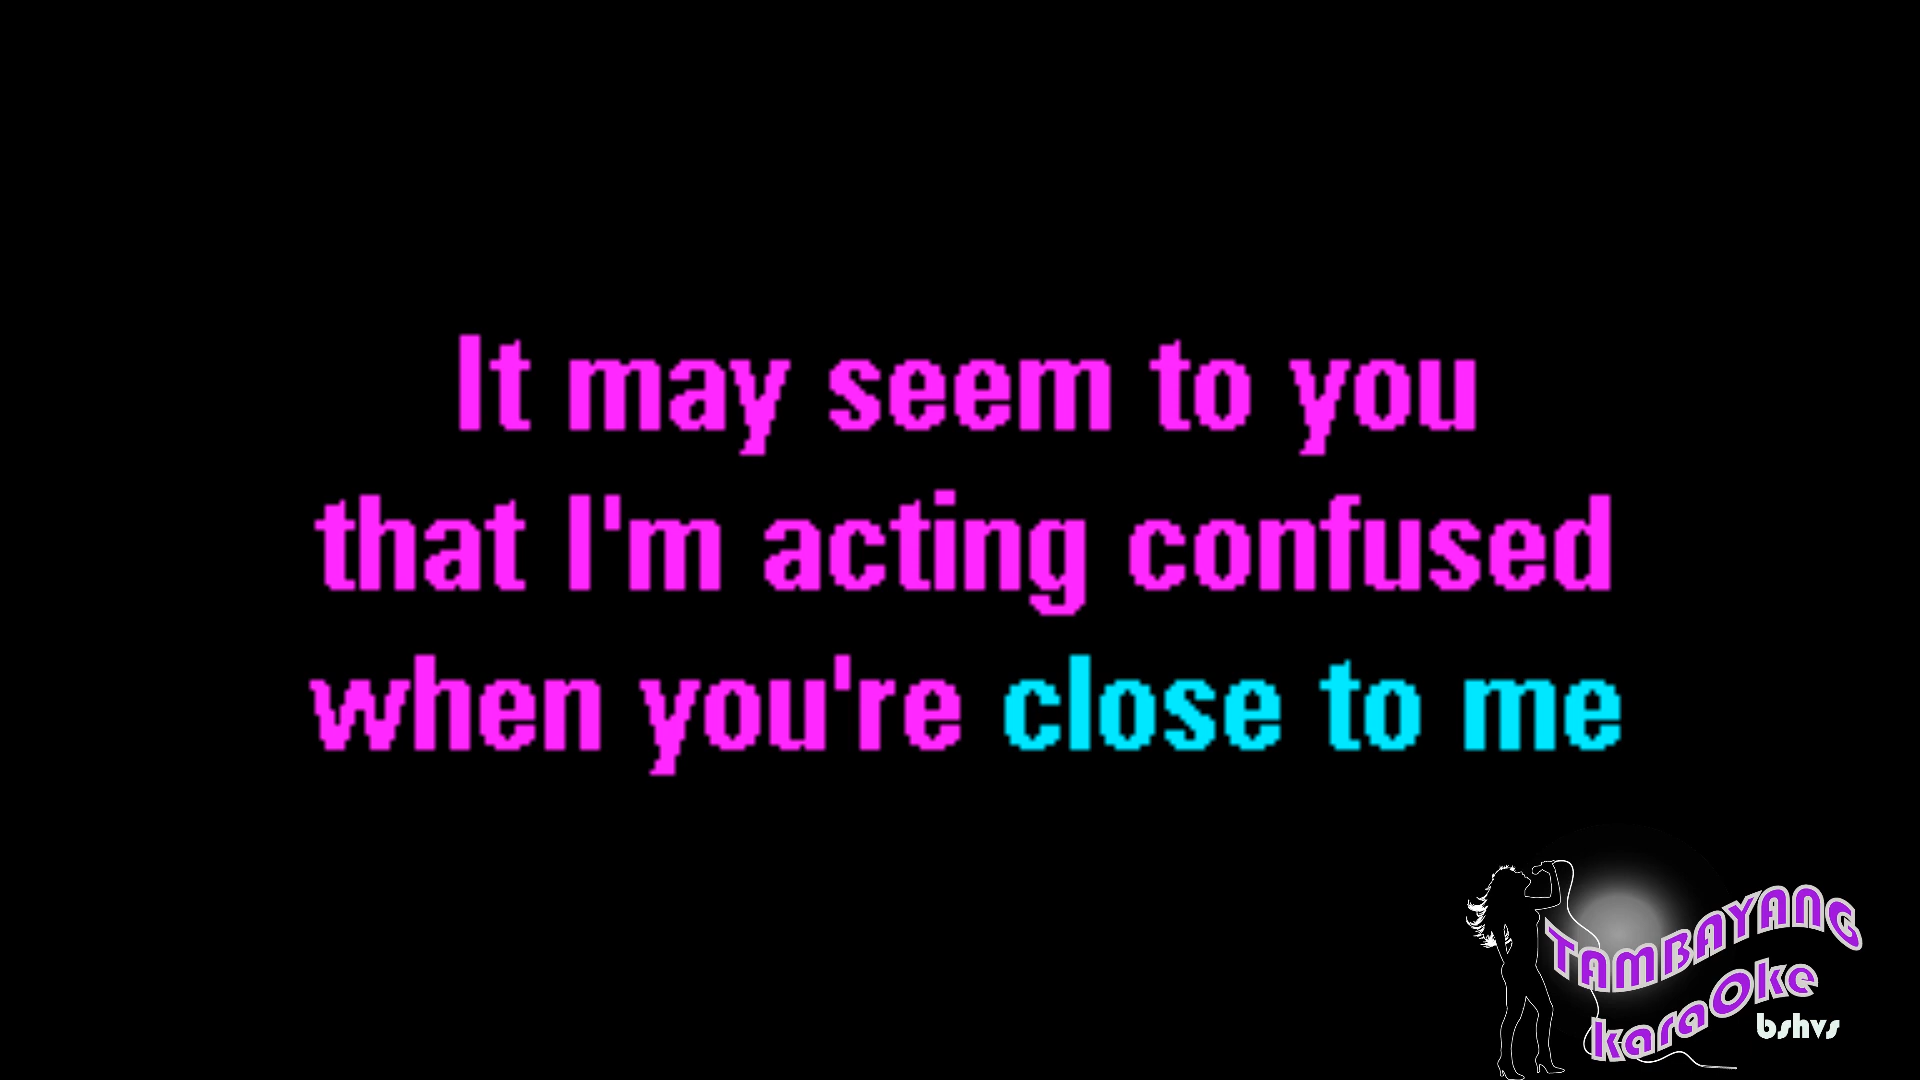 It may seem to you
that I'm acting confused
when you're close to me
TAMBAYANG
karaOke
bshvs